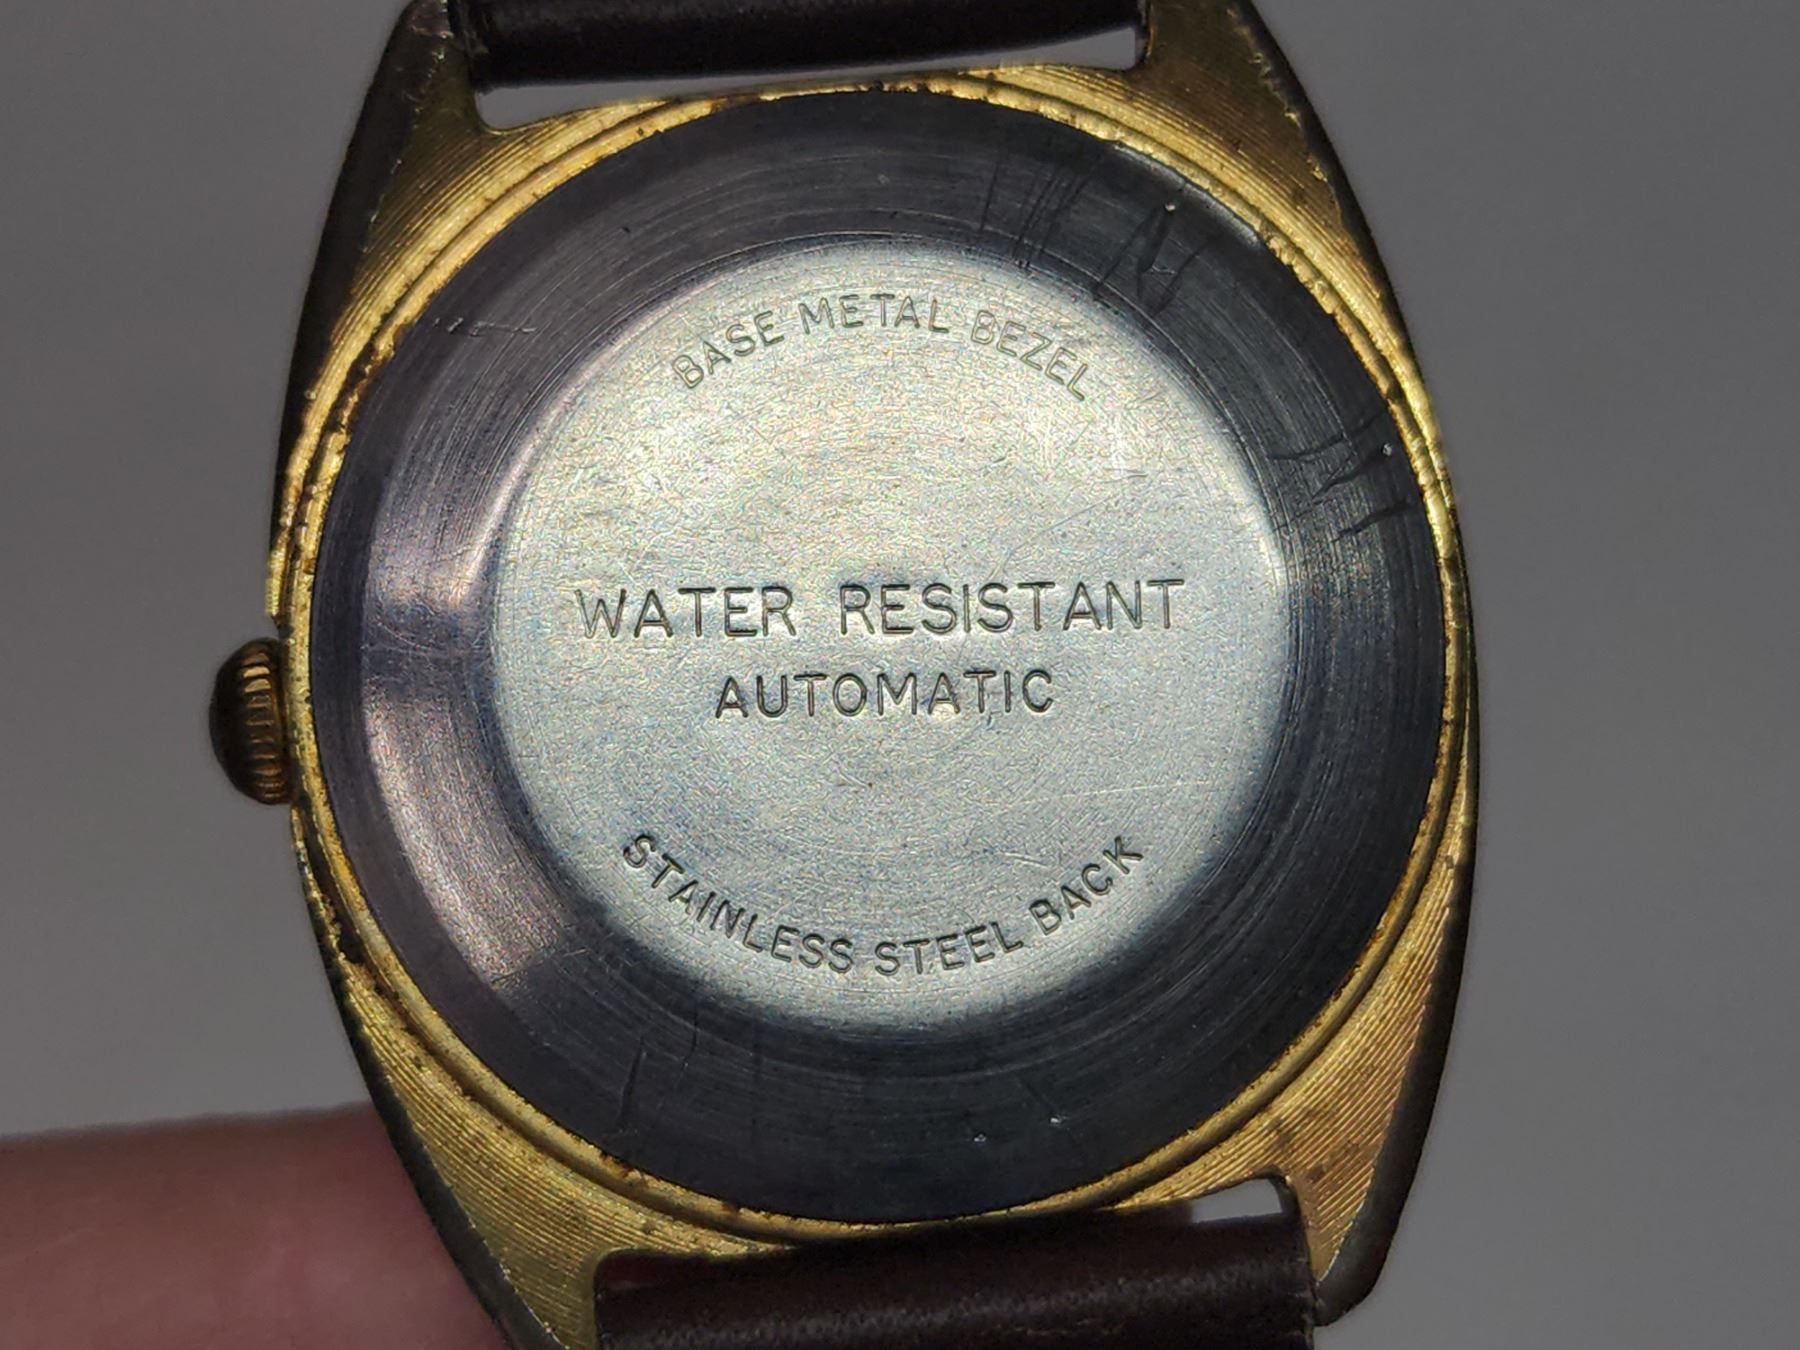 BASE METAL BEZEL
WATER RESISTANT
AUTOMATIC
STAINLESS STEEL BACK